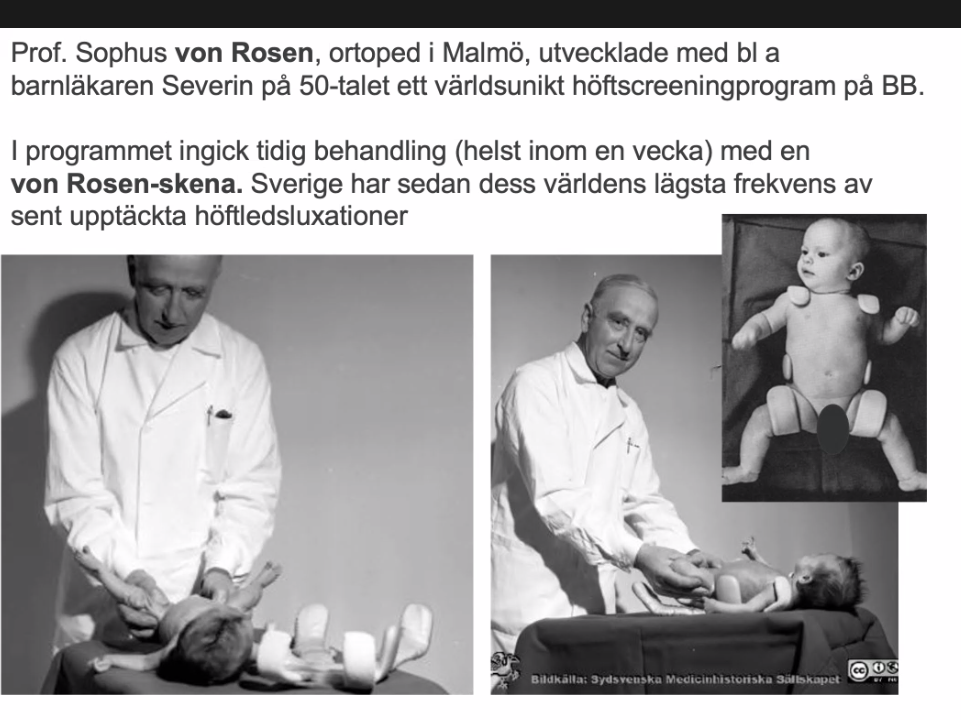 Prof. Sophus von Rosen, ortoped i Malmö, utvecklade med bl a
barnläkaren Severin på 50-talet ett världsunikt höftscreeningprogram på BB.
I programmet ingick tidig behandling (helst inom en vecka) med en
von Rosen-skena. Sverige har sedan dess världens lägsta frekvens av
sent upptäckta höftledsluxationer
Bildkälla: Sydsvenska Medicinhistoriska Sällskapet
cc